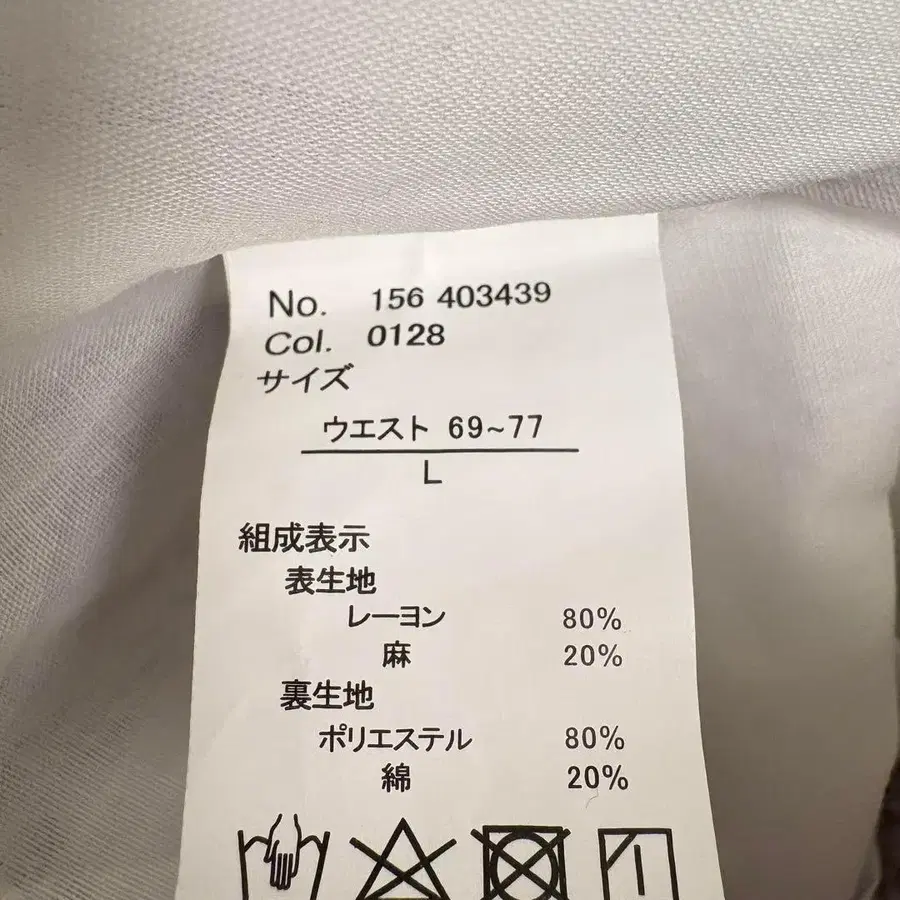 No. 156 403439
Col. 0128
サイズ
ウエスト 69~77
L
組成表示
表生地
レーヨン 80%
麻 20%
裏生地
ポリエステル 80%
綿 20%